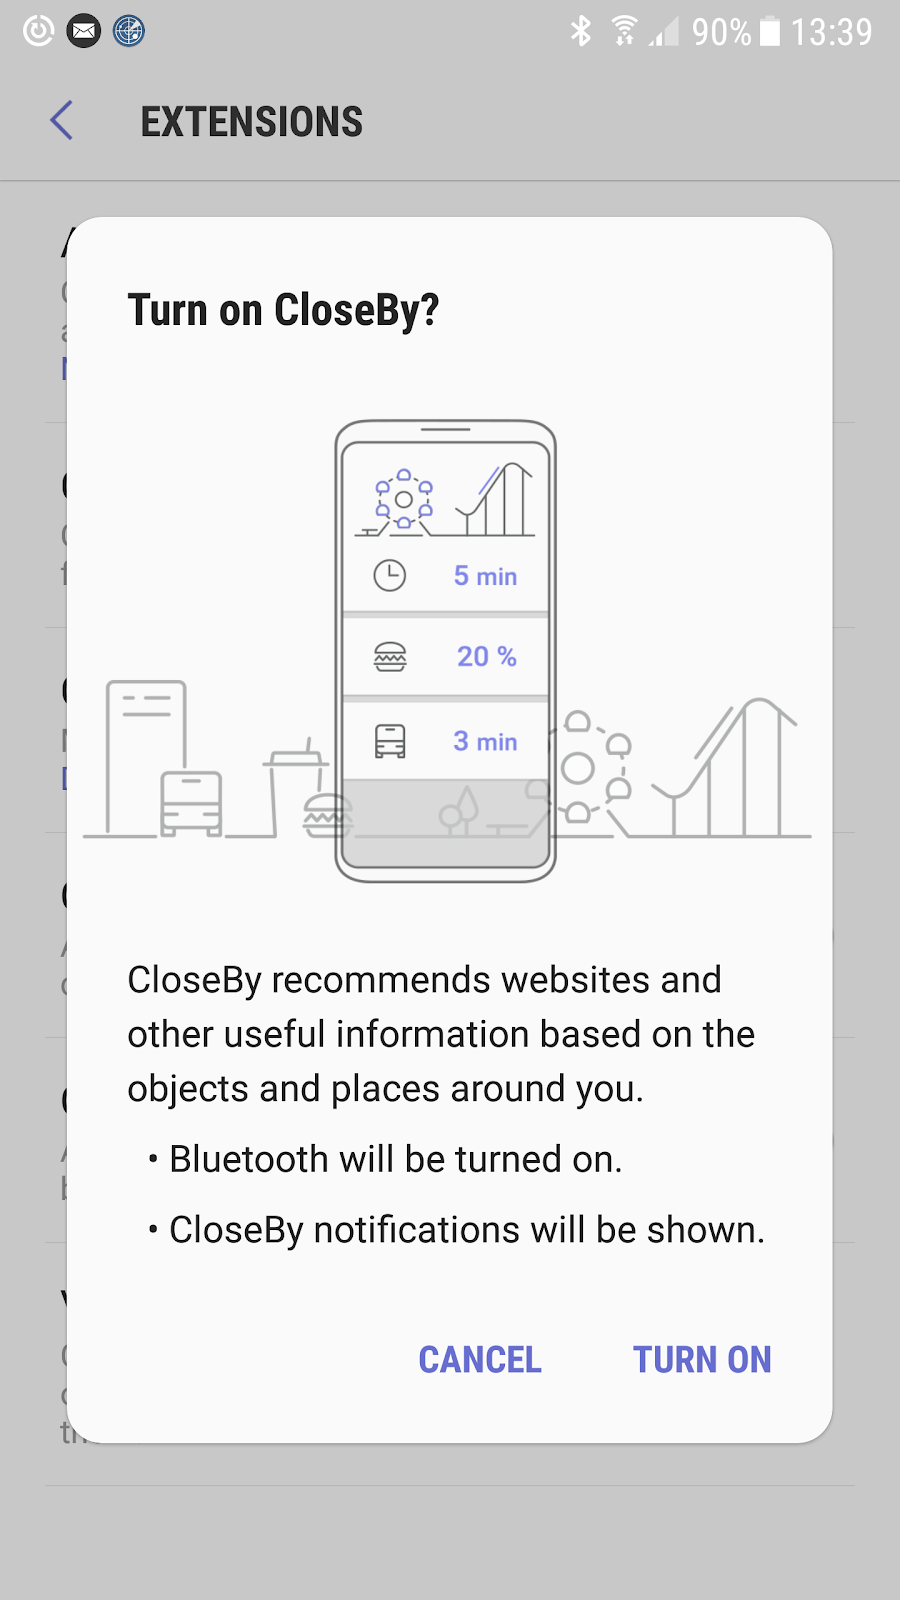 90% 13:39
EXTENSIONS
Turn on CloseBy?
5 min
20 %
3 min
CloseBy recommends websites and
other useful information based on the
objects and places around you.
• Bluetooth will be turned on.
• CloseBy notifications will be shown.
CANCEL TURN ON